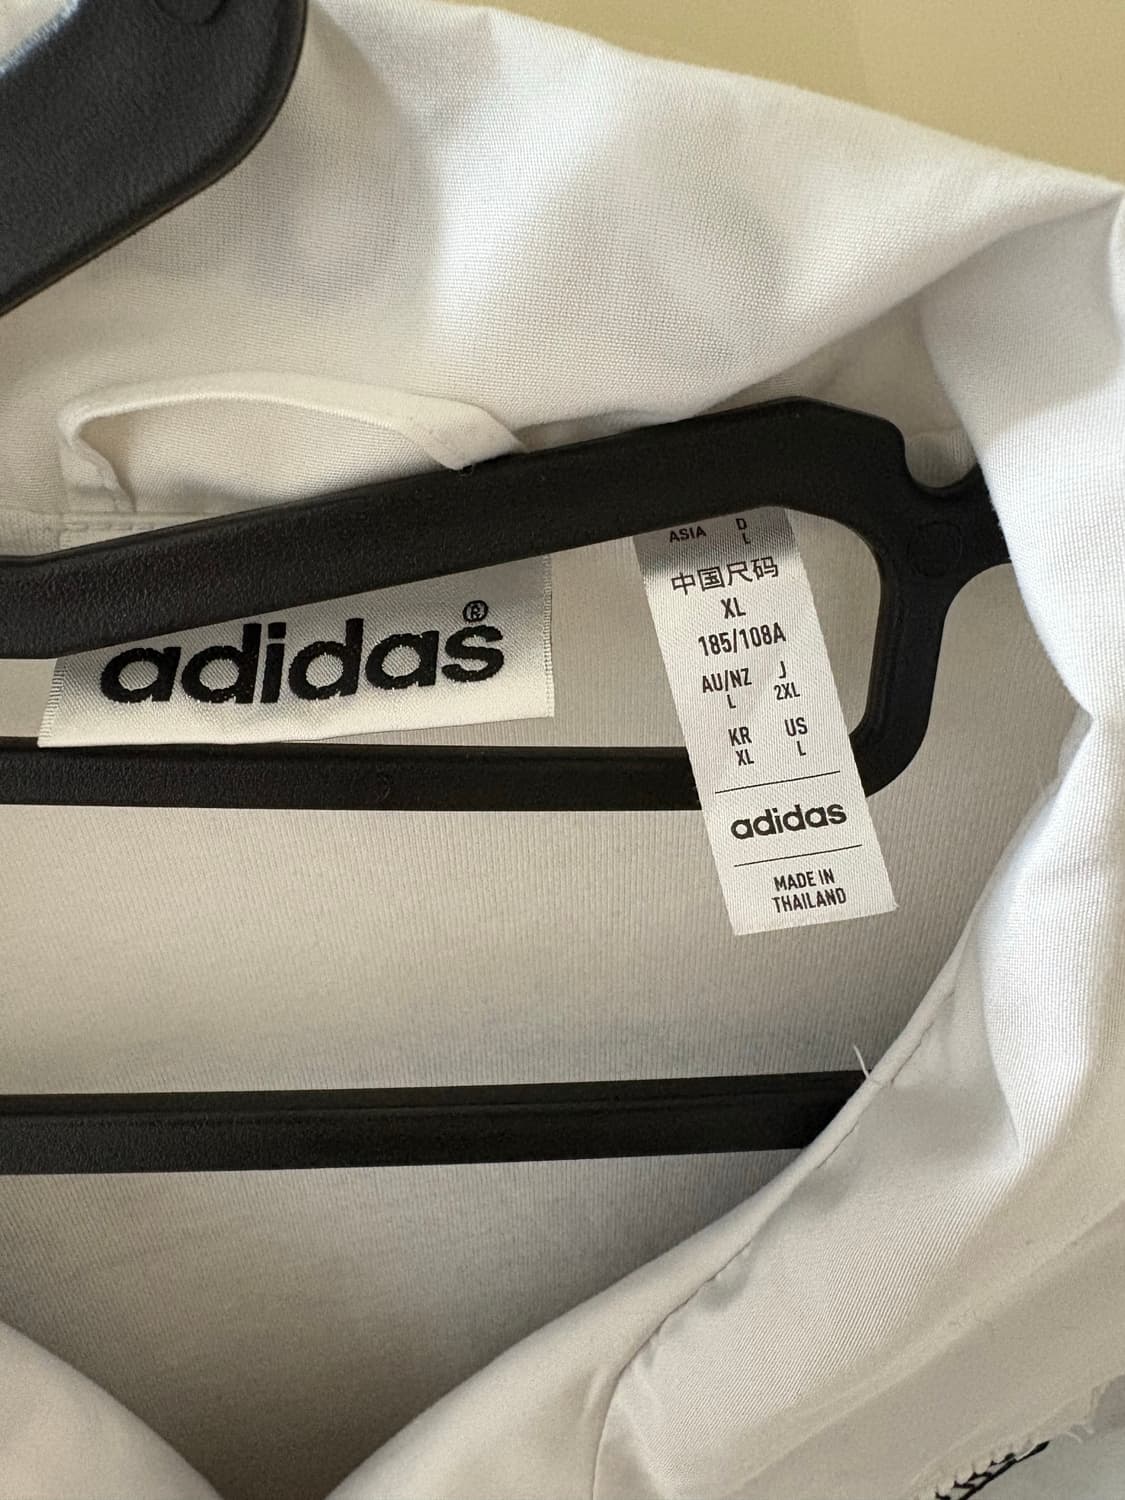 adidas®
ASIA D
L
中国尺码
XL
185/108A
AU/NZ J
L 2XL
KR US
XL L
adidas
MADE IN
THAILAND